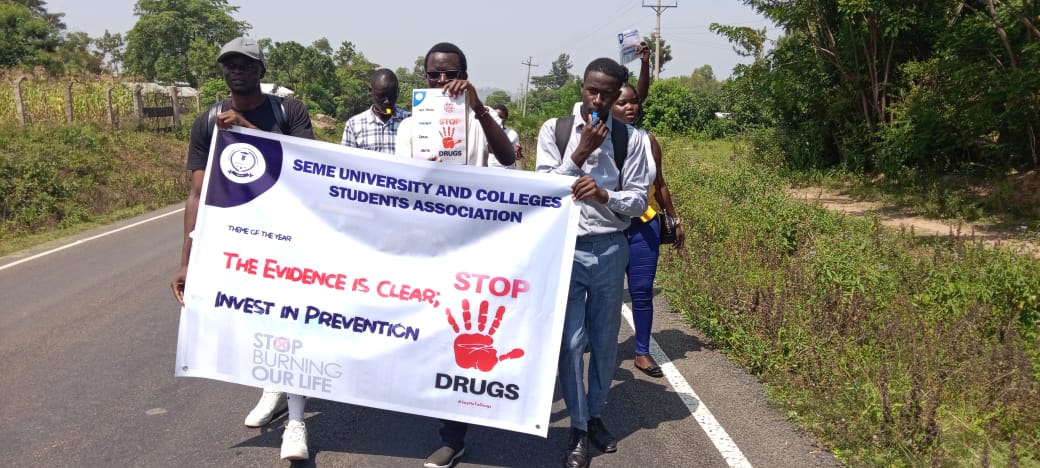 SEME UNIVERSITY AND COLLEGES
STUDENTS ASSOCIATION
THEME OF THE YEAR
THE EVIDENCE IS CLEAR;
INVEST IN PREVENTION
STOP
BURNING
OUR LIFE
STOP
DRUGS
STOP
DRUGS